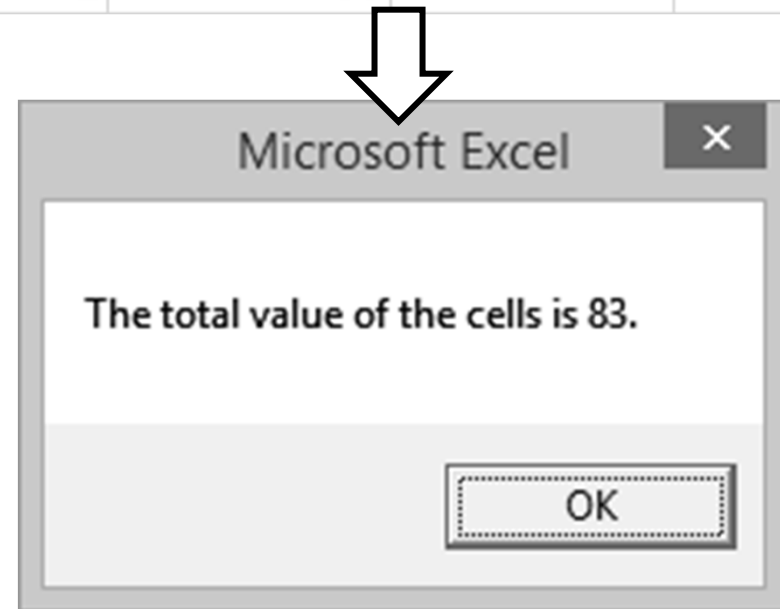 Microsoft Excel
The total value of the cells is 83.
OK